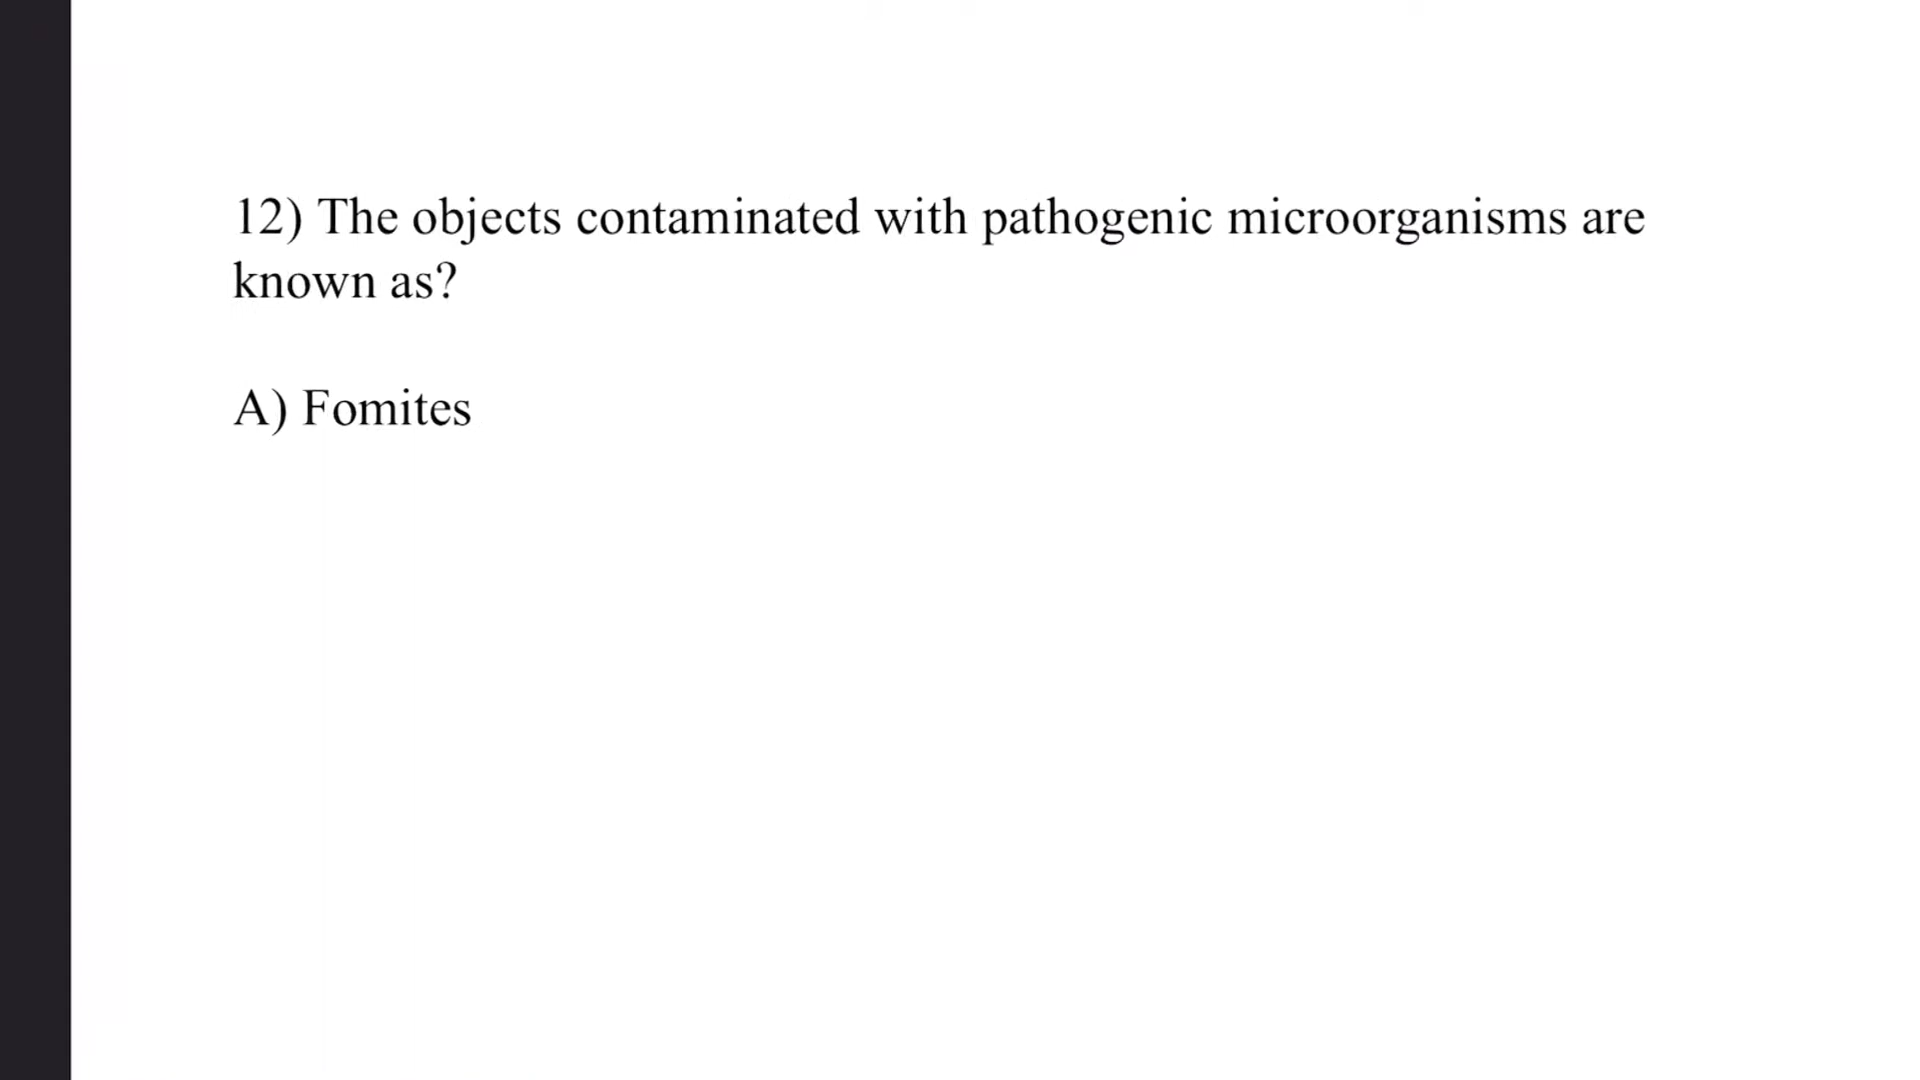 12) The objects contaminated with pathogenic microorganisms are
known as?
A) Fomites